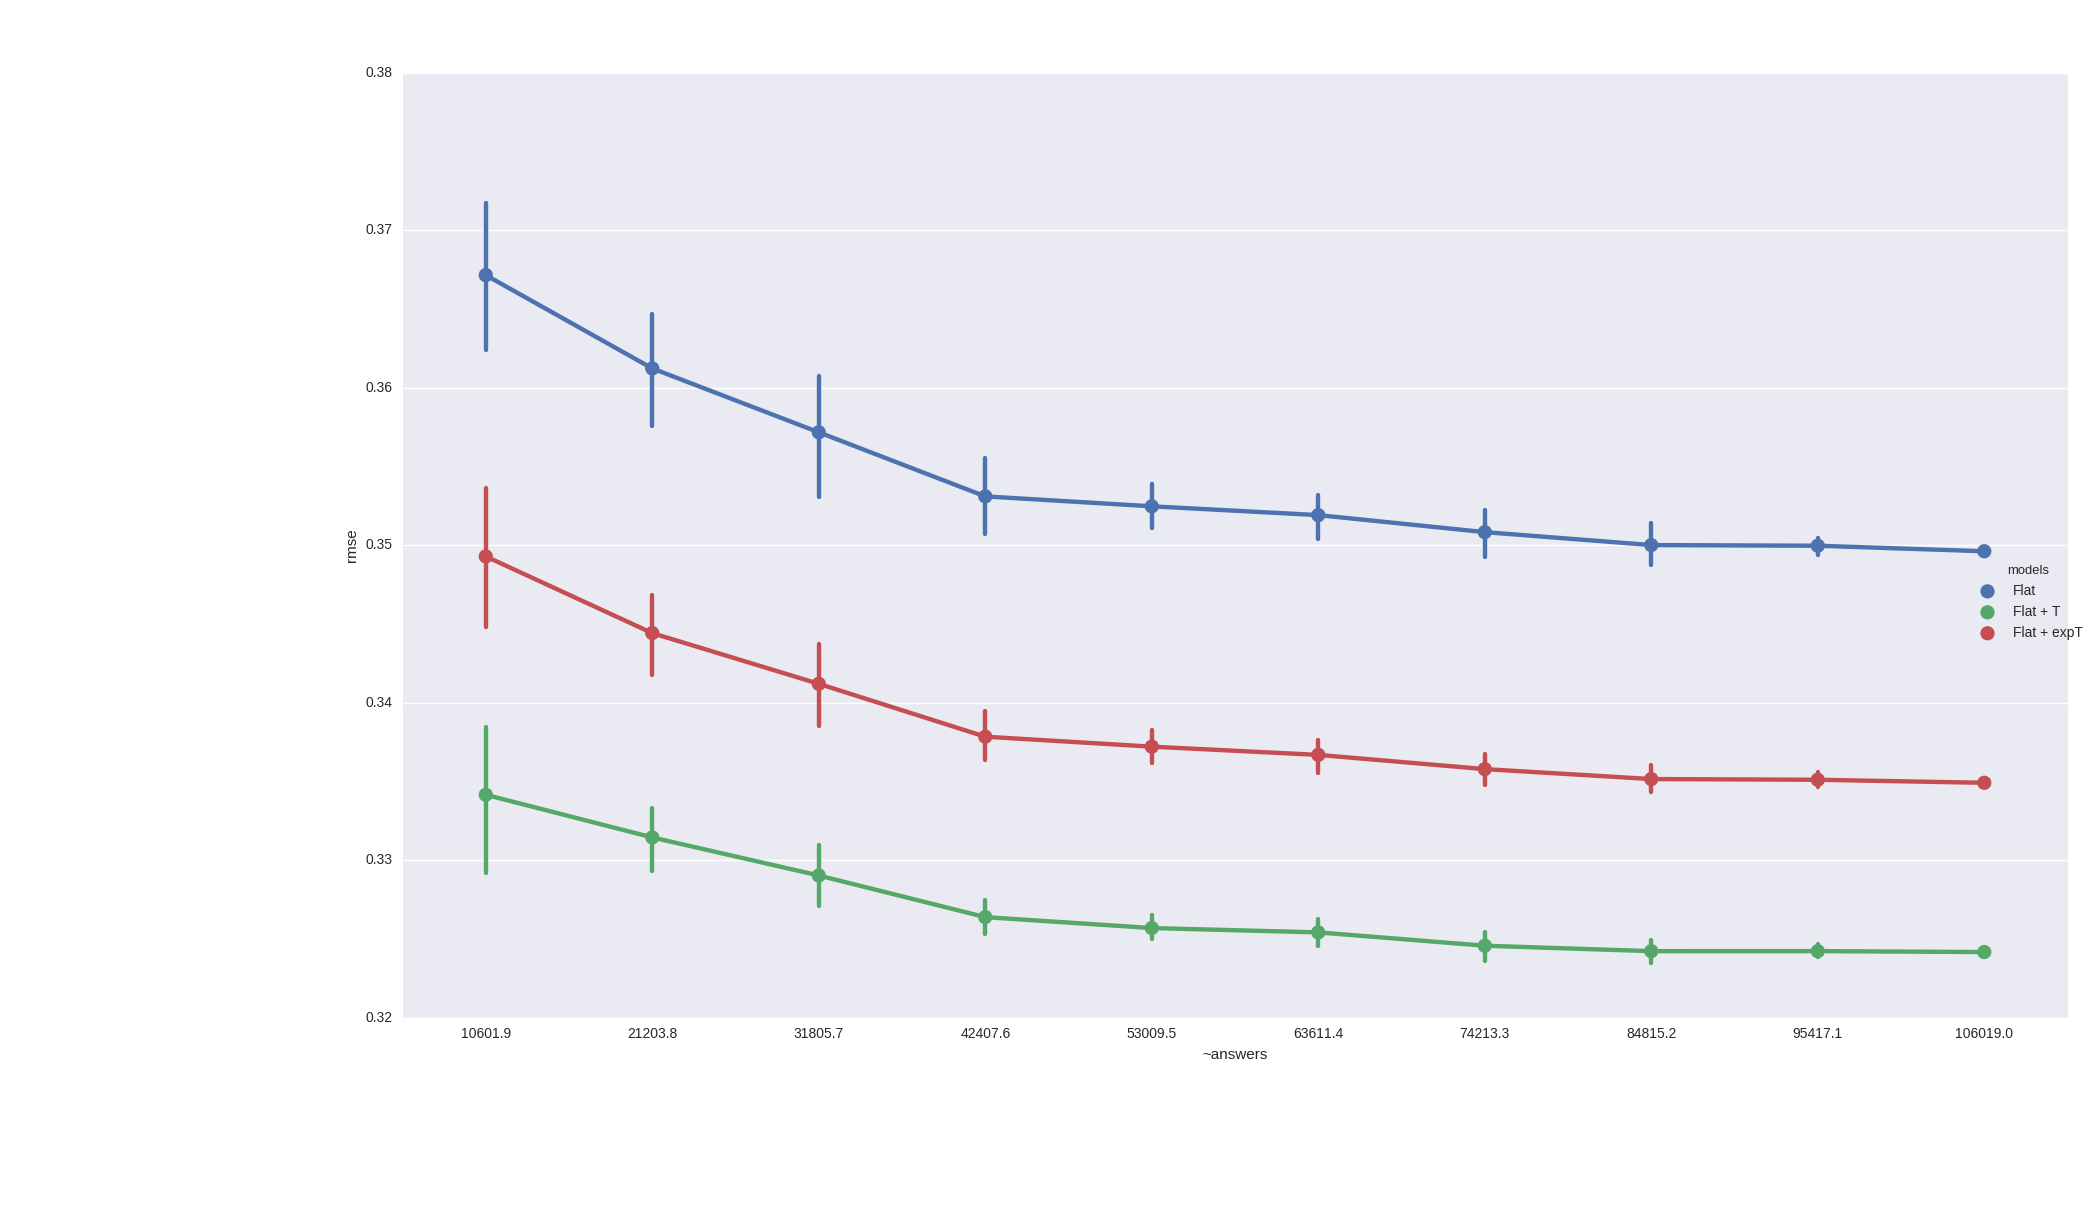 0.38
0.37
0.36
0.35
0.34
0.33
0.32
rmse
10601.9 21203.8 31805.7 42407.6 53009.5 63611.4 74213.3 84815.2 95417.1 106019.0
~answers
models
Flat
Flat + T
Flat + expT